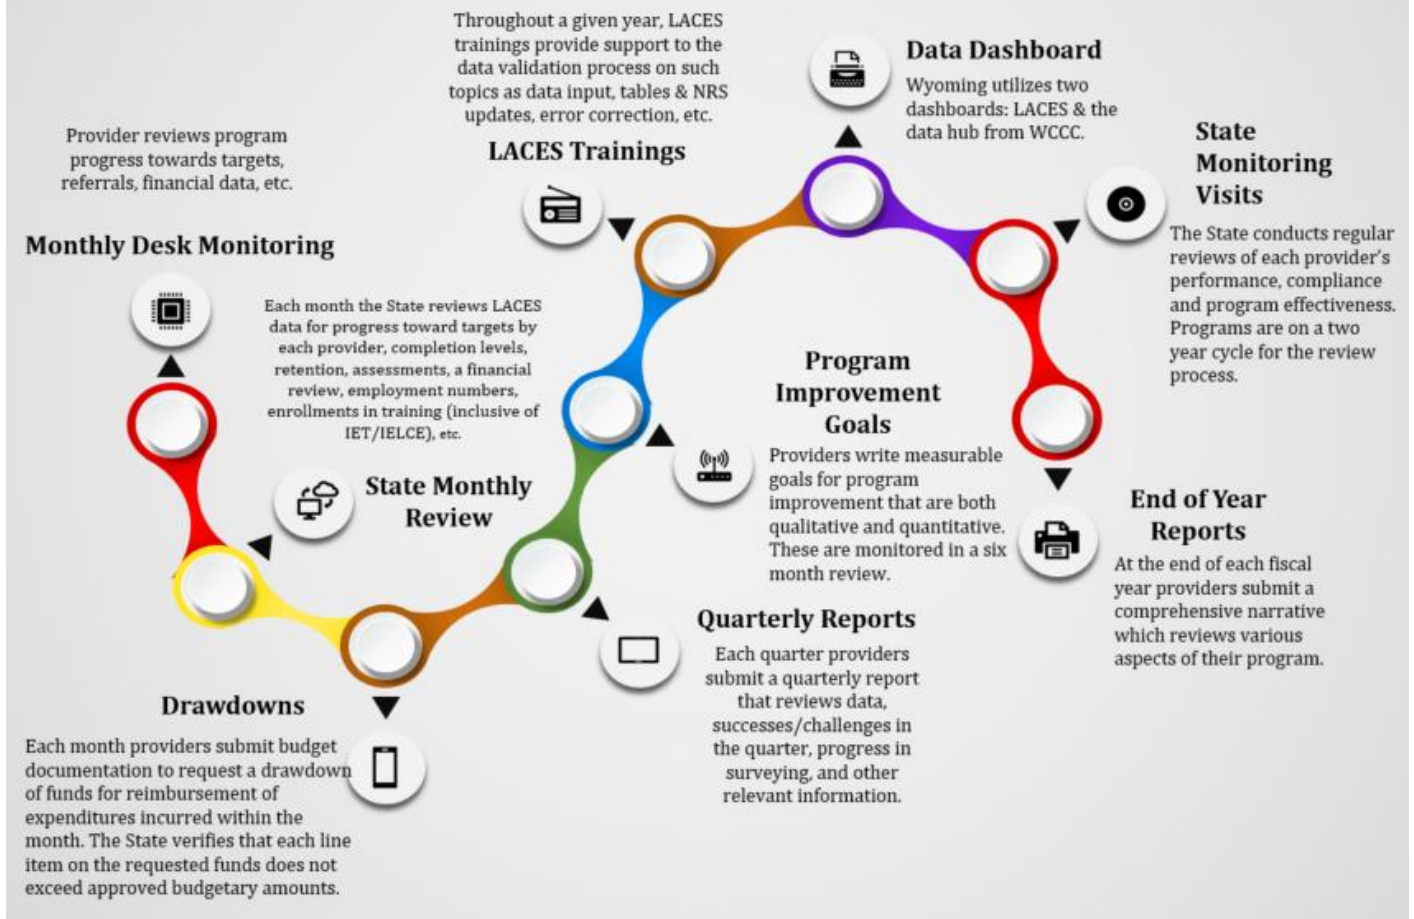 Provider reviews program
progress towards targets,
referrals, financial data, etc.
Monthly Desk Monitoring
Each month the State reviews LACES
data for progress toward targets by
each provider, completion levels,
retention, assessments, a financial
review, employment numbers,
enrollments in training (inclusive of
IET/IELCE), etc.
State Monthly
Review
Drawdowns
Each month providers submit budget
documentation to request a drawdown
of funds for reimbursement of
expenditures incurred within the
month. The State verifies that each line
item on the requested funds does not
exceed approved budgetary amounts.
Quarterly Reports
Each quarter providers
submit a quarterly report
that reviews data,
successes/challenges in
the quarter, progress in
surveying, and other
relevant information.
Program
Improvement
Goals
Providers write measurable
goals for program
improvement that are both
qualitative and quantitative.
These are monitored in a six
month review.
Throughout a given year, LACES
trainings provide support to the
data validation process on such
topics as data input, tables & NRS
updates, error correction, etc.
LACES Trainings
Data Dashboard
Wyoming utilizes two
dashboards: LACES & the
data hub from WCCC.
State
Monitoring
Visits
The State conducts regular
reviews of each provider's
performance, compliance
and program effectiveness.
Programs are on a two
year cycle for the review
process.
End of Year
Reports
At the end of each fiscal
year providers submit a
comprehensive narrative
which reviews various
aspects of their program.